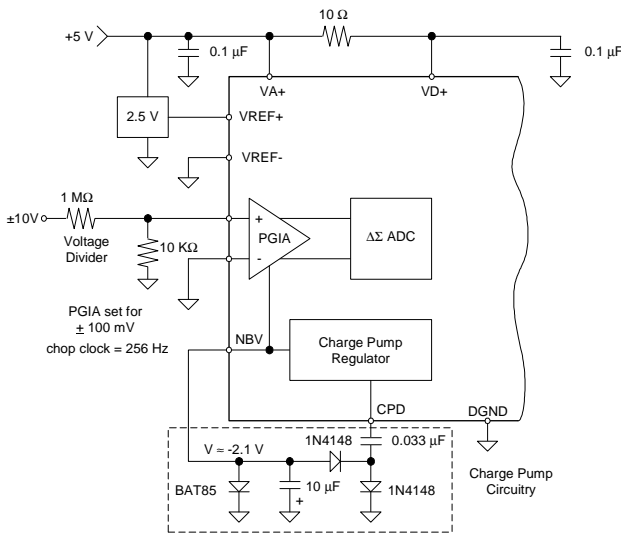 10 Ω
+5 V
0.1 µF
0.1 µF
VA+
VD+
2.5 V
VREF+
VREF-
1 MΩ
±10V
+
PGIA
-
ΔΣ ADC
Voltage
Divider
10 KΩ
PGIA set for
± 100 mV
chop clock = 256 Hz
NBV
Charge Pump
Regulator
CPD
DGND
1N4148
0.033 µF
V ≈ -2.1 V
BAT85
10 µF
+
1N4148
Charge Pump
Circuitry